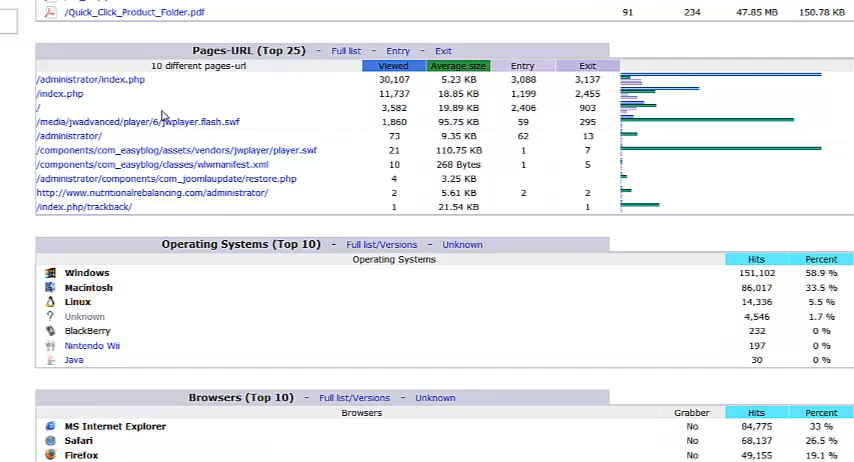 /Quick_Click_Product_Folder.pdf 91 234 47.85 MB 150.78 KB
Pages-URL (Top 25) - Full list - Entry - Exit
10 different pages-url Viewed Average size Entry Exit
/administrator/index.php 30,107 5.23 KB 3,088 3,137
/index.php 11,737 18.85 KB 1,199 2,455
/ 3,582 19.89 KB 2,406 903
/media/jwadvanced/player/6/jwplayer.flash.swf 1,860 95.75 KB 59 295
/administrator/ 73 9.35 KB 62 13
/components/com_easyblog/assets/vendors/jwplayer/player.swf 21 110.75 KB 1 7
/components/com_easyblog/classes/wlwmanifest.xml 10 268 Bytes 1 5
/administrator/components/com_joomlaupdate/restore.php 4 3.25 KB
http://www.nutritionalrebalancing.com/administrator/ 2 5.61 KB 2 2
/index.php/trackback/ 1 21.54 KB 1
Operating Systems (Top 10) - Full list/Versions - Unknown
Operating Systems Hits Percent
Windows 151,102 58.9 %
Macintosh 86,017 33.5 %
Linux 14,336 5.5 %
? Unknown 4,546 1.7 %
BlackBerry 232 0 %
Nintendo Wii 197 0 %
Java 30 0 %
Browsers (Top 10) - Full list/Versions - Unknown
Browsers Grabber Hits Percent
MS Internet Explorer No 84,775 33 %
Safari No 68,137 26.5 %
Firefox No 49,155 19.1 %